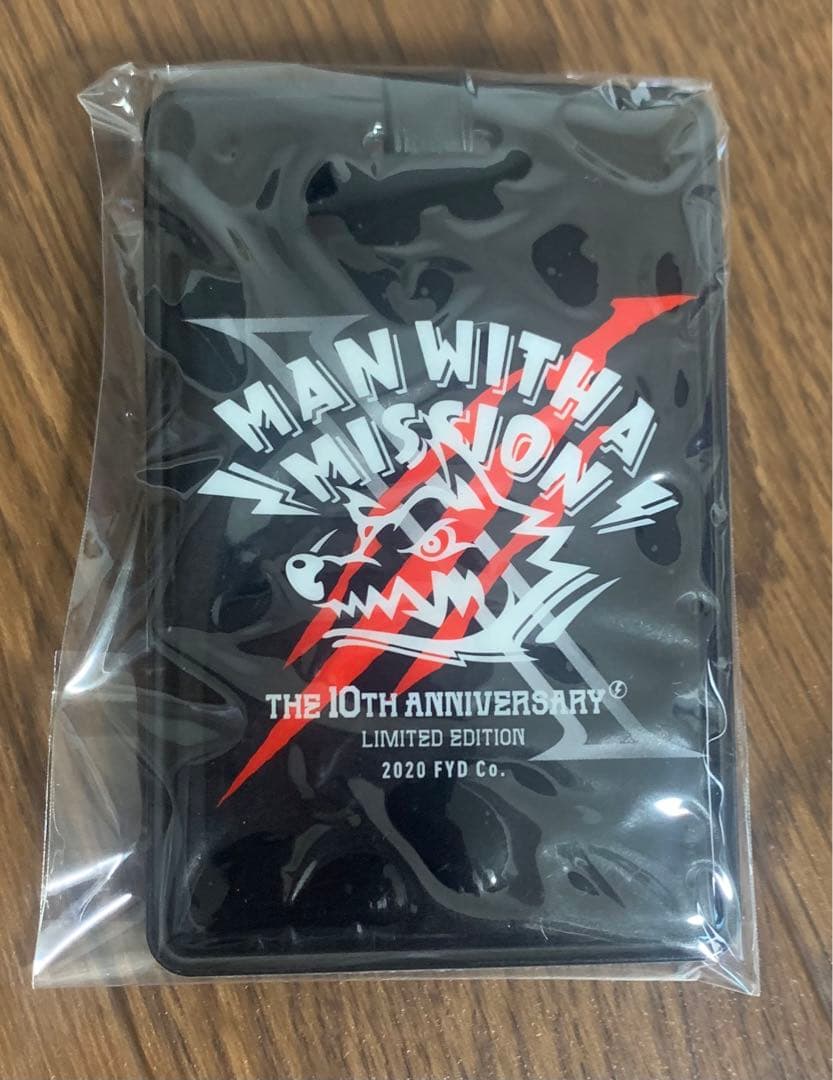 MAN WITH A
MISSION
THE 10TH ANNIVERSARY
LIMITED EDITION
2020 FYD Co.